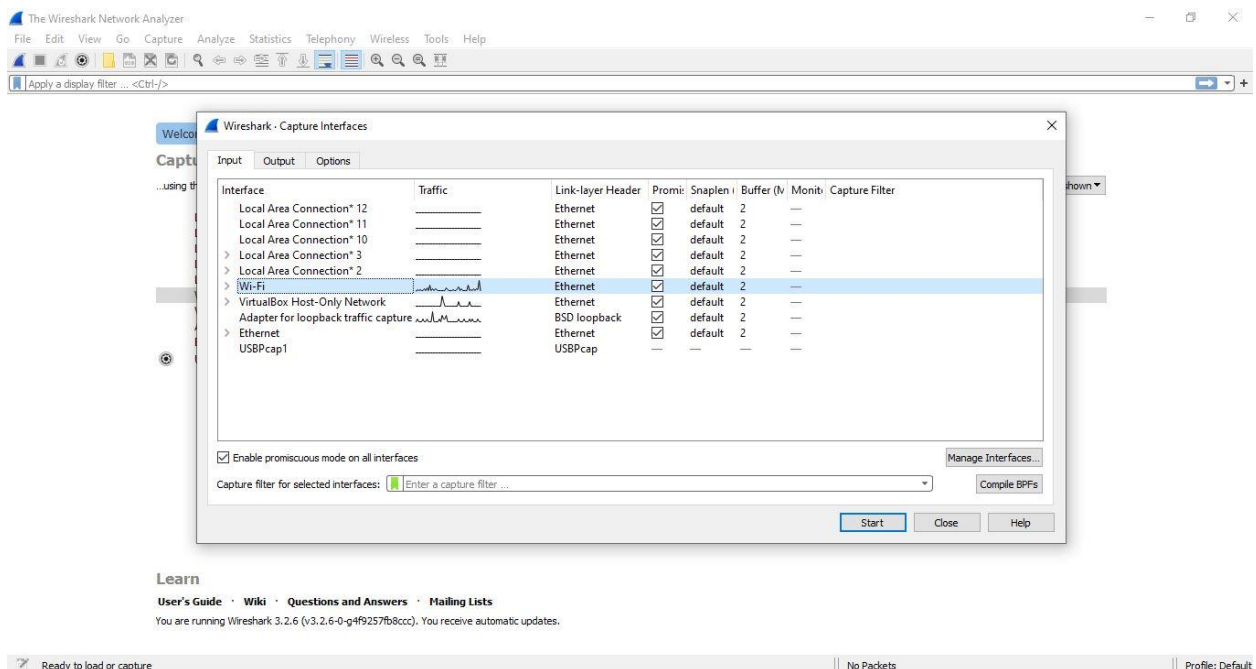 The Wireshark Network Analyzer
File Edit View Go Capture Analyze Statistics Telephony Wireless Tools Help
Apply a display filter ... <Ctrl-/>
+
Welco
Wireshark · Capture Interfaces
Captu
Input Output Options
...using th
hown
Interface Traffic Link-layer Header Promis Snaplen ( Buffer (M Monito Capture Filter
Local Area Connection* 12 Ethernet default 2 —
Local Area Connection* 11 Ethernet default 2 —
Local Area Connection* 10 Ethernet default 2 —
Local Area Connection* 3 Ethernet default 2 —
Local Area Connection* 2 Ethernet default 2 —
Wi-Fi Ethernet default 2 —
VirtualBox Host-Only Network Ethernet default 2 —
Adapter for loopback traffic capture BSD loopback default 2 —
Ethernet Ethernet default 2 —
USBPcap1 USBPcap — — — —
Enable promiscuous mode on all interfaces
Manage Interfaces...
Capture filter for selected interfaces: Enter a capture filter ...
Compile BPFs
Start Close Help
Learn
User's Guide · Wiki · Questions and Answers · Mailing Lists
You are running Wireshark 3.2.6 (v3.2.6-0-g4f9257fb8ccc). You receive automatic updates.
Ready to load or capture No Packets Profile: Default